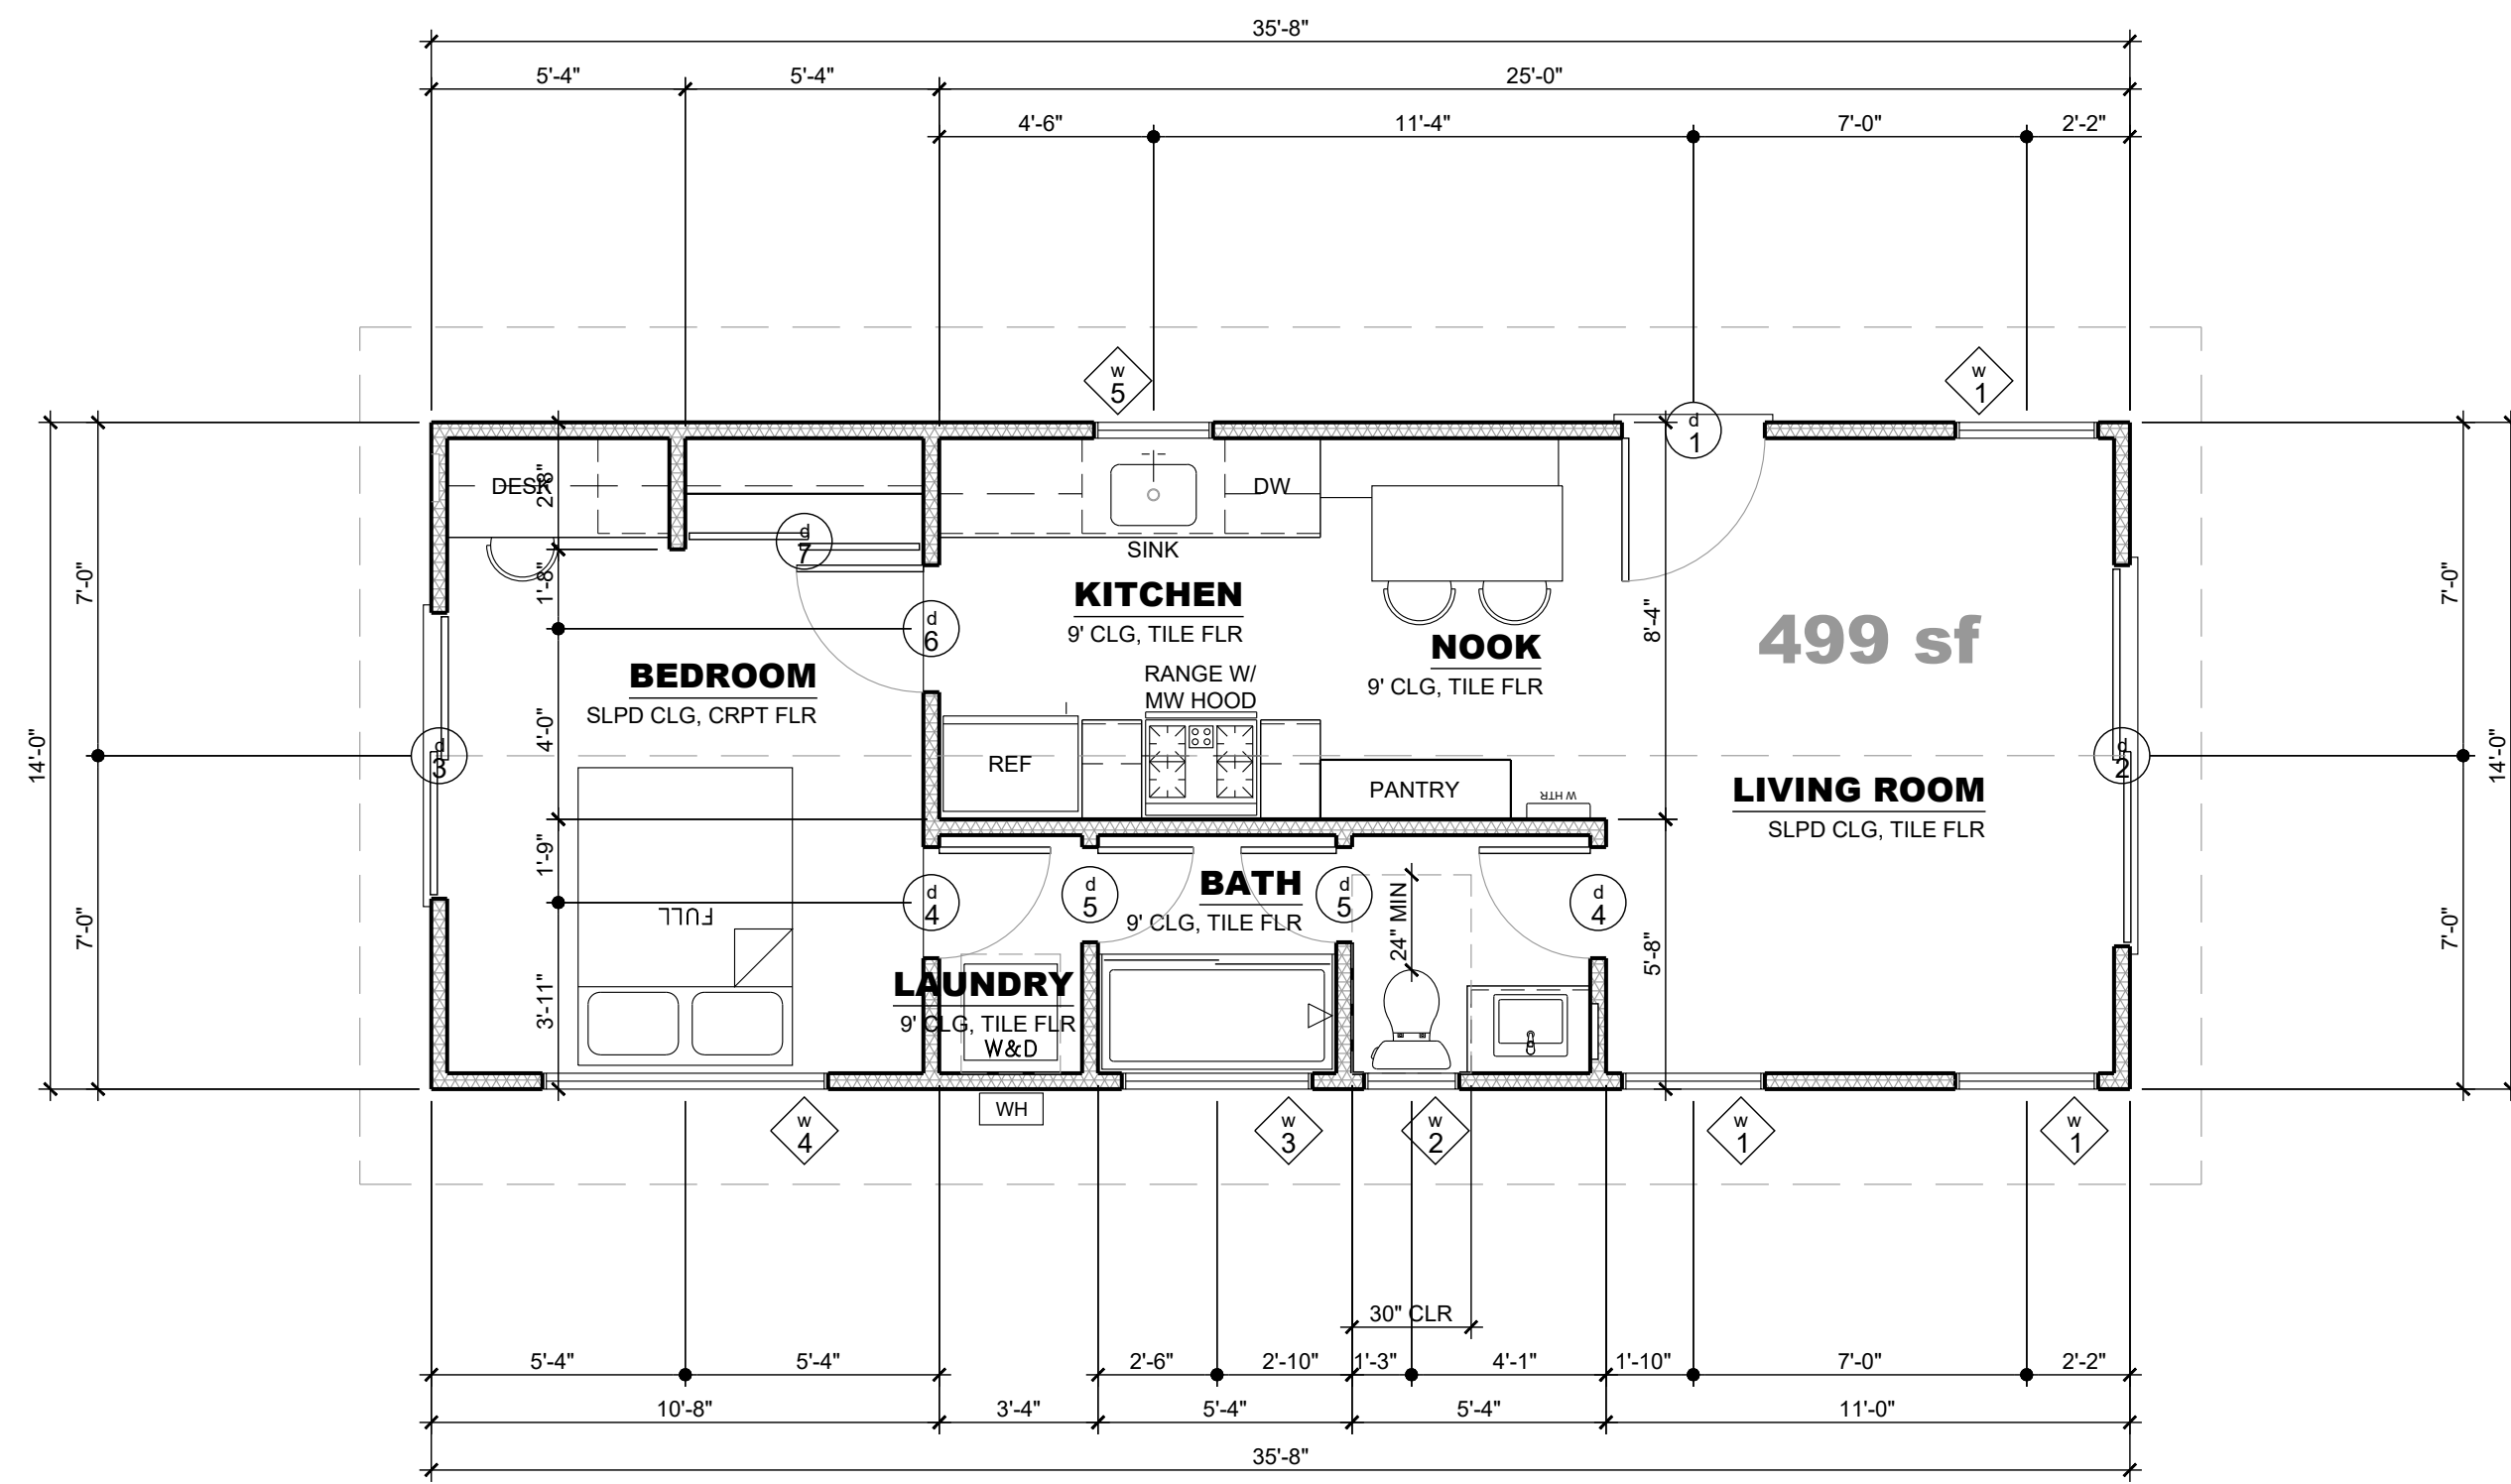 35'-8"
5'-4" 5'-4" 25'-0"
4'-6" 11'-4" 7'-0" 2'-2"
w 5
w 1
d 1
DESK
2'-8"
DW
SINK
d 7
1'-8"
7'-0"
7'-0"
d 6
KITCHEN
9' CLG, TILE FLR
8'-4"
499 sf
NOOK
9' CLG, TILE FLR
RANGE W/
MW HOOD
BEDROOM
SLPD CLG, CRPT FLR
4'-0"
14'-0"
14'-0"
d 3
d 2
REF
PANTRY
W HTR
LIVING ROOM
SLPD CLG, TILE FLR
1'-9"
FULL
d 4
d 5
BATH
9' CLG, TILE FLR
d 5
24" MIN
d 4
7'-0"
5'-8"
7'-0"
3'-11"
LAUNDRY
9' CLG, TILE FLR
W&D
WH
w 4
w 3
w 2
w 1
w 1
30" CLR
5'-4" 5'-4" 2'-6" 2'-10" 1'-3" 4'-1" 1'-10" 7'-0" 2'-2"
10'-8" 3'-4" 5'-4" 5'-4" 11'-0"
35'-8"